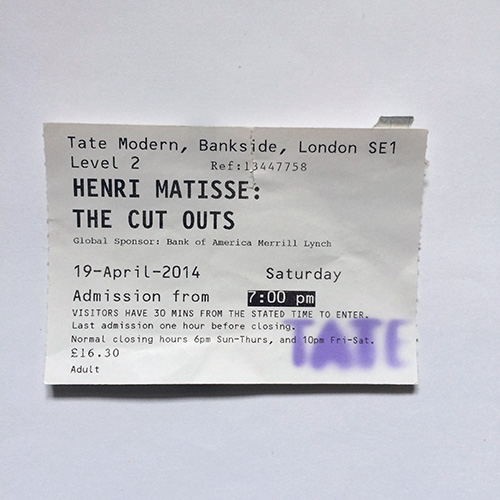 Tate Modern, Bankside, London SE1
Level 2 Ref:13447758
HENRI MATISSE:
THE CUT OUTS
Global Sponsor: Bank of America Merrill Lynch
19-April-2014 Saturday
Admission from 7:00 pm
VISITORS HAVE 30 MINS FROM THE STATED TIME TO ENTER.
Last admission one hour before closing.
Normal closing hours 6pm Sun-Thurs, and 10pm Fri-Sat.
£16.30
TATE
Adult